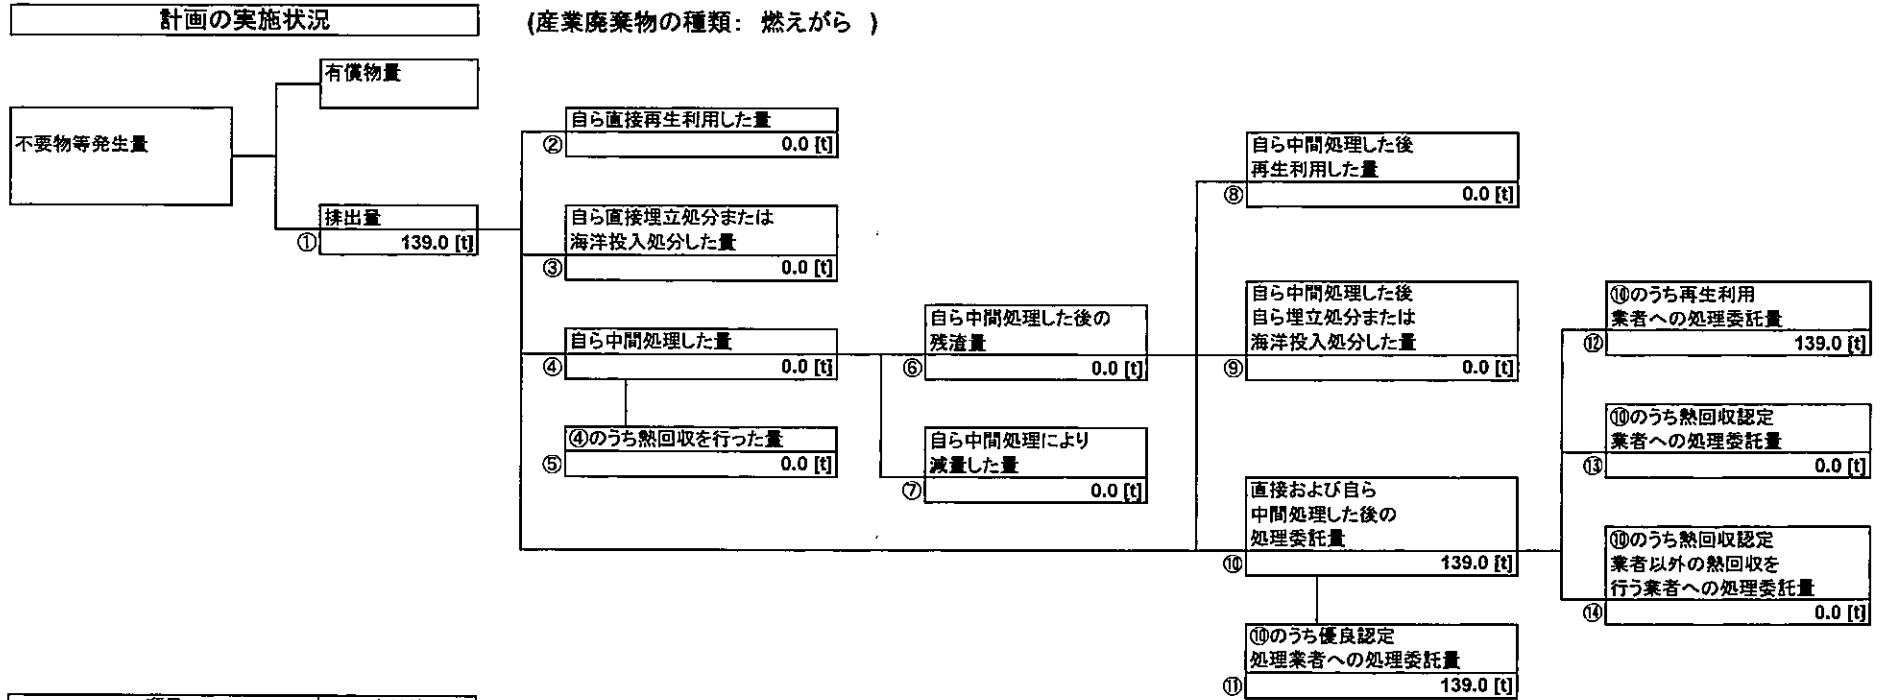 計画の実施状況
(産業廃棄物の種類： 燃えがら )
有償物量
不要物等発生量
排出量
① 139.0 [t]
自ら直接再生利用した量
② 0.0 [t]
自ら直接埋立処分または
海洋投入処分した量
③ 0.0 [t]
自ら中間処理した量
④ 0.0 [t]
④のうち熱回収を行った量
⑤ 0.0 [t]
自ら中間処理した後の
残渣量
⑥ 0.0 [t]
自ら中間処理により
減量した量
⑦ 0.0 [t]
自ら中間処理した後
再生利用した量
⑧ 0.0 [t]
自ら中間処理した後
自ら埋立処分または
海洋投入処分した量
⑨ 0.0 [t]
直接および自ら
中間処理した後の
処理委託量
⑩ 139.0 [t]
⑩のうち優良認定
処理業者への処理委託量
⑪ 139.0 [t]
⑩のうち再生利用
業者への処理委託量
⑫ 139.0 [t]
⑩のうち熱回収認定
業者への処理委託量
⑬ 0.0 [t]
⑩のうち熱回収認定
業者以外の熱回収を
行う業者への処理委託量
⑭ 0.0 [t]